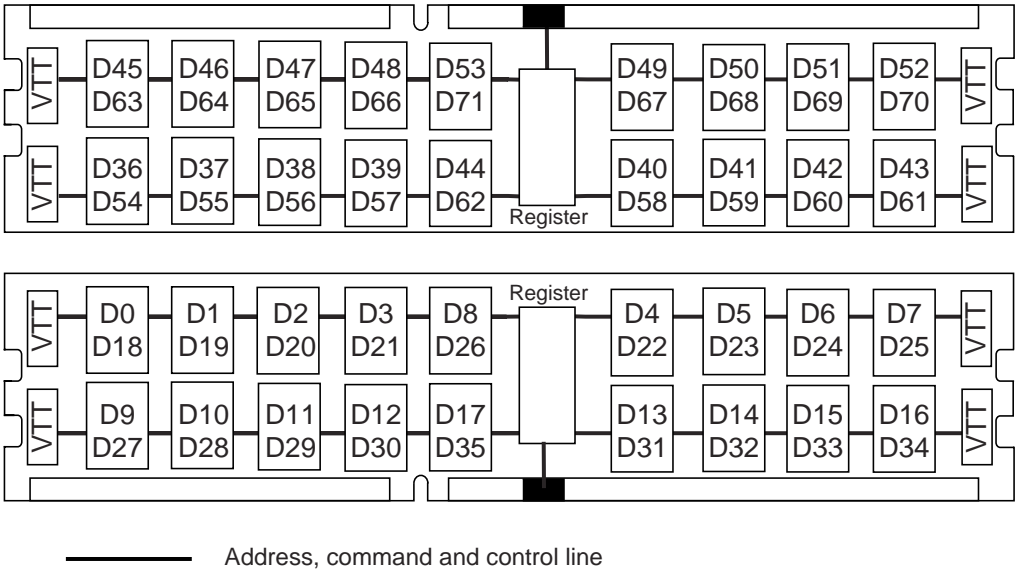 VTT D45 D46 D47 D48 D53 D49 D50 D51 D52 VTT
D63 D64 D65 D66 D71 D67 D68 D69 D70
VTT D36 D37 D38 D39 D44 D40 D41 D42 D43 VTT
D54 D55 D56 D57 D62 D58 D59 D60 D61
Register
Register
VTT D0 D1 D2 D3 D8 D4 D5 D6 D7 VTT
D18 D19 D20 D21 D26 D22 D23 D24 D25
VTT D9 D10 D11 D12 D17 D13 D14 D15 D16 VTT
D27 D28 D29 D30 D35 D31 D32 D33 D34
Address, command and control line